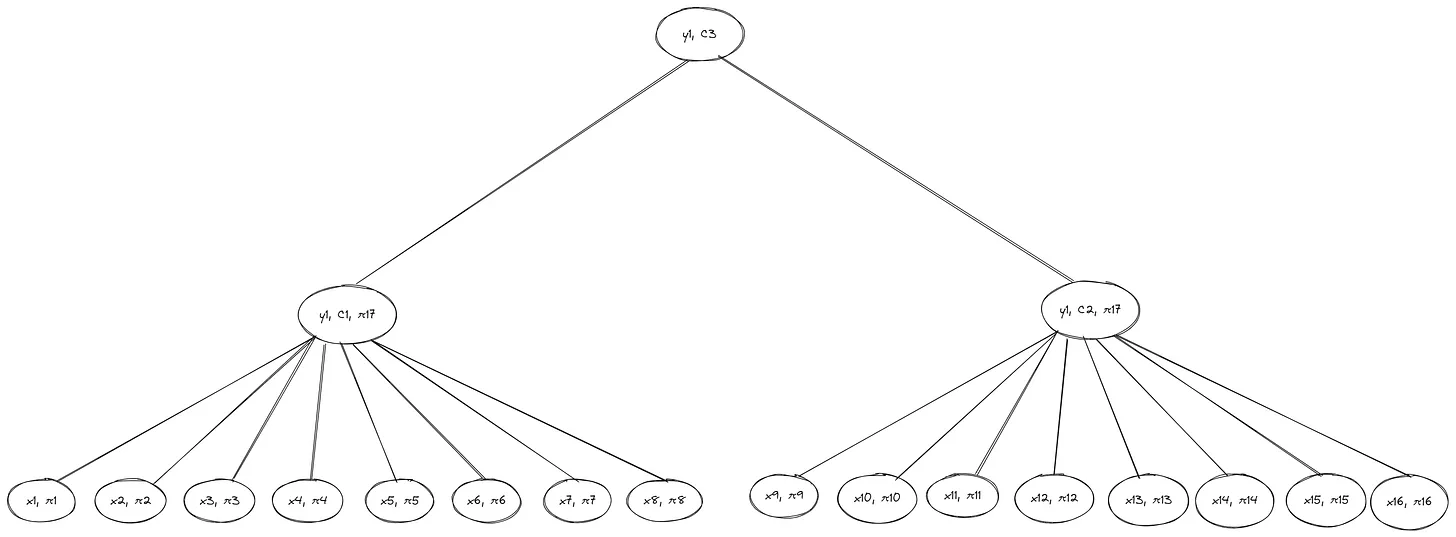 y1, C3
y1, C1, π17
y1, C2, π17
x1, π1
x2, π2
x3, π3
x4, π4
x5, π5
x6, π6
x7, π7
x8, π8
x9, π9
x10, π10
x11, π11
x12, π12
x13, π13
x14, π14
x15, π15
x16, π16